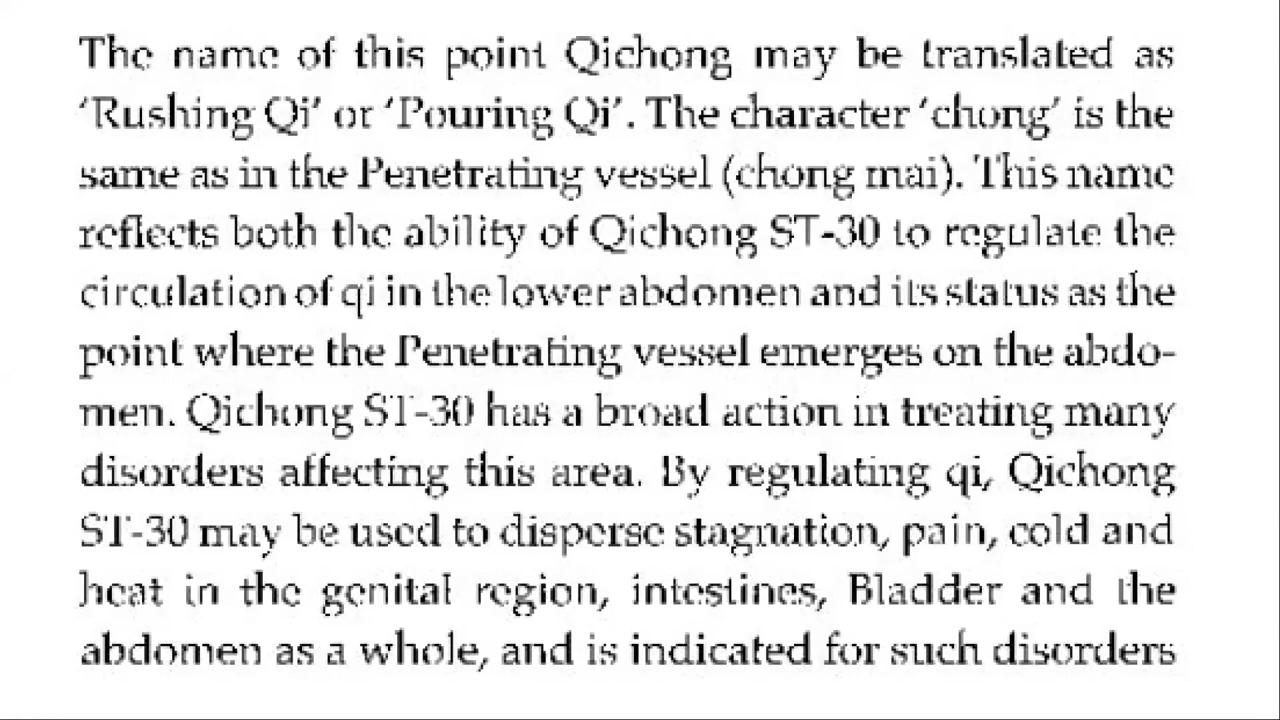 The name of this point Qichong may be translated as
‘Rushing Qi’ or ‘Pouring Qi’. The character ‘chong’ is the
same as in the Penetrating vessel (chong mai). This name
reflects both the ability of Qichong ST-30 to regulate the
circulation of qi in the lower abdomen and its status as the
point where the Penetrating vessel emerges on the abdo-
men. Qichong ST-30 has a broad action in treating many
disorders affecting this area. By regulating qi, Qichong
ST-30 may be used to disperse stagnation, pain, cold and
heat in the genital region, intestines, Bladder and the
abdomen as a whole, and is indicated for such disorders